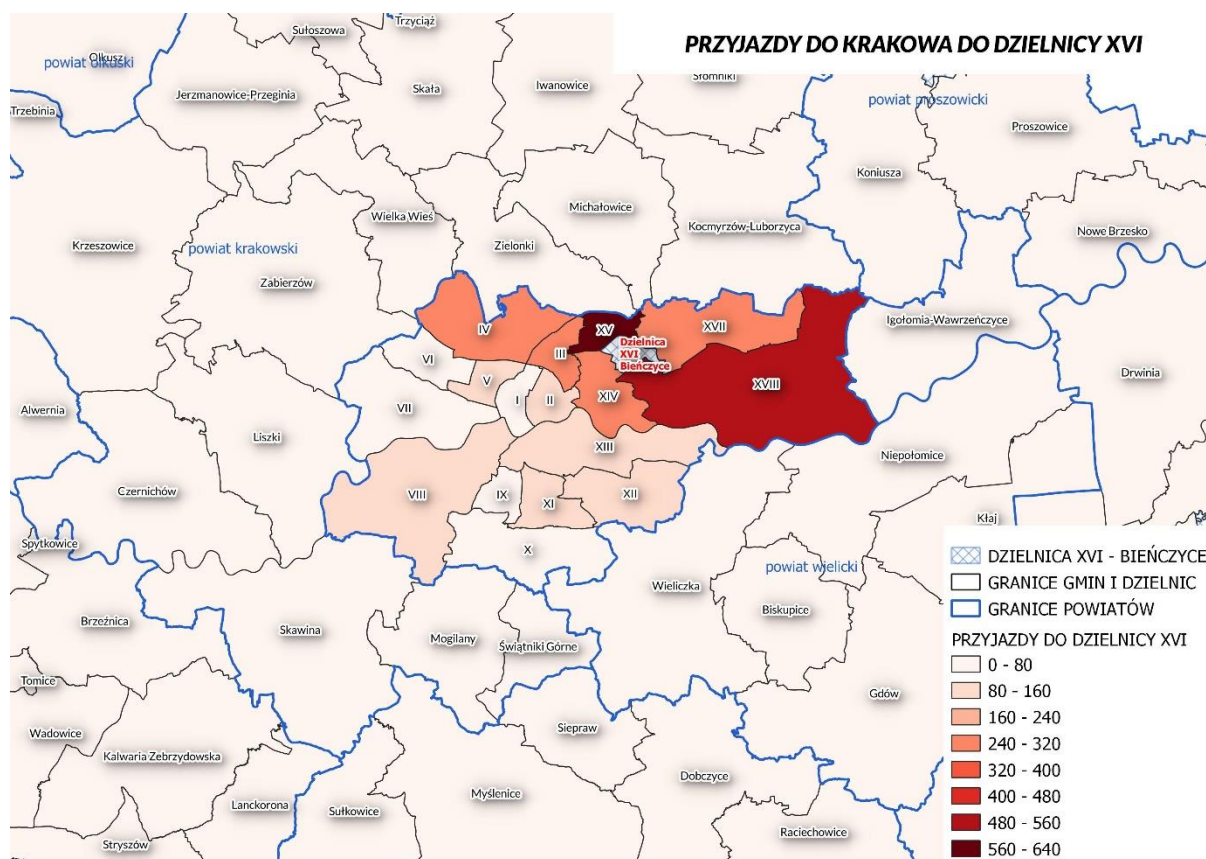 PRZYJAZDY DO KRAKOWA DO DZIELNICY XVI
Trzyciąż
Sułoszowa
Olkusz
powiat olkuski
Trzebinia
Jerzmanowice-Przeginia
Skała
Iwanowice
Słomniki
powiat proszowicki
Proszowice
Koniusza
Michałowice
Wielka Wieś
Kocmyrzów-Luborzyca
Nowe Brzesko
Krzeszowice
powiat krakowski
Zielonki
Zabierzów
Igołomia-Wawrzeńczyce
IV
XV
XVII
Dzielnica
XVI
Bieńczyce
VI
III
V
Drwinia
XVIII
I
II
XIV
VII
Alwernia
Liszki
XIII
Niepołomice
Czernichów
VIII
IX
XI
XII
Kłaj
Spytkowice
X
powiat wielicki
Wieliczka
Biskupice
Brzeźnica
Skawina
Mogilany
Świątniki Górne
Tomice
Gdów
Wadowice
Siepraw
Kalwaria Zebrzydowska
Dobczyce
Lanckorona
Sułkowice
Myślenice
Raciechowice
Stryszów
DZIELNICA XVI - BIEŃCZYCE
GRANICE GMIN I DZIELNIC
GRANICE POWIATÓW
PRZYJAZDY DO DZIELNICY XVI
0 - 80
80 - 160
160 - 240
240 - 320
320 - 400
400 - 480
480 - 560
560 - 640